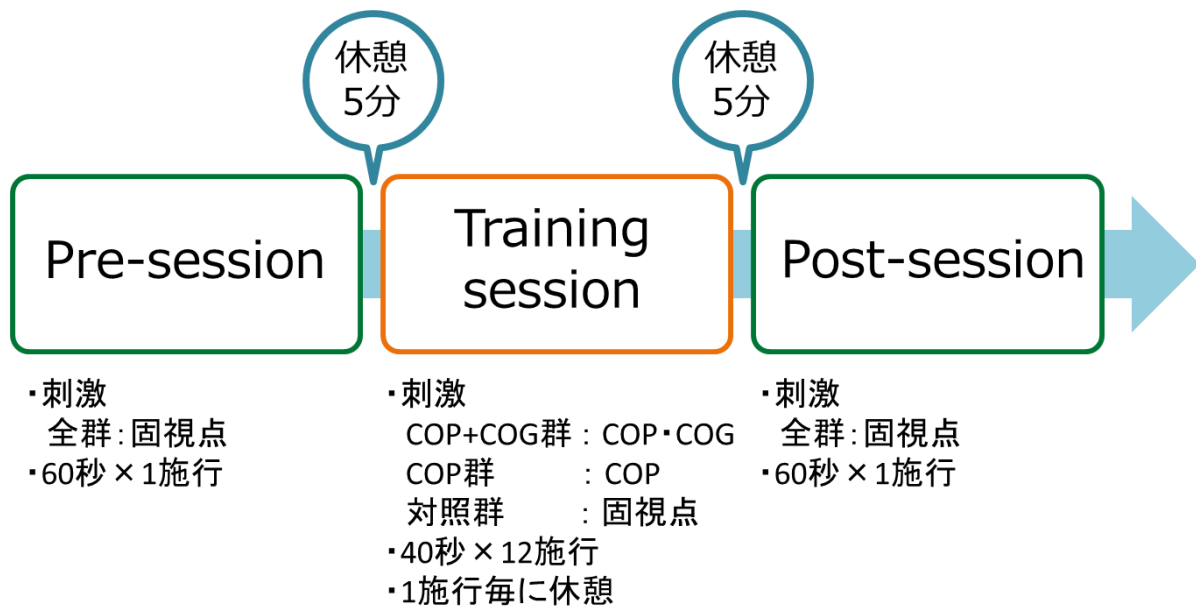 休憩
5分
休憩
5分
Pre-session
Training
session
Post-session
・刺激
全群：固視点
・60秒×1施行
・刺激
COP+COG群 : COP・COG
COP群 : COP
対照群 : 固視点
・40秒×12施行
・1施行毎に休憩
・刺激
全群：固視点
・60秒×1施行